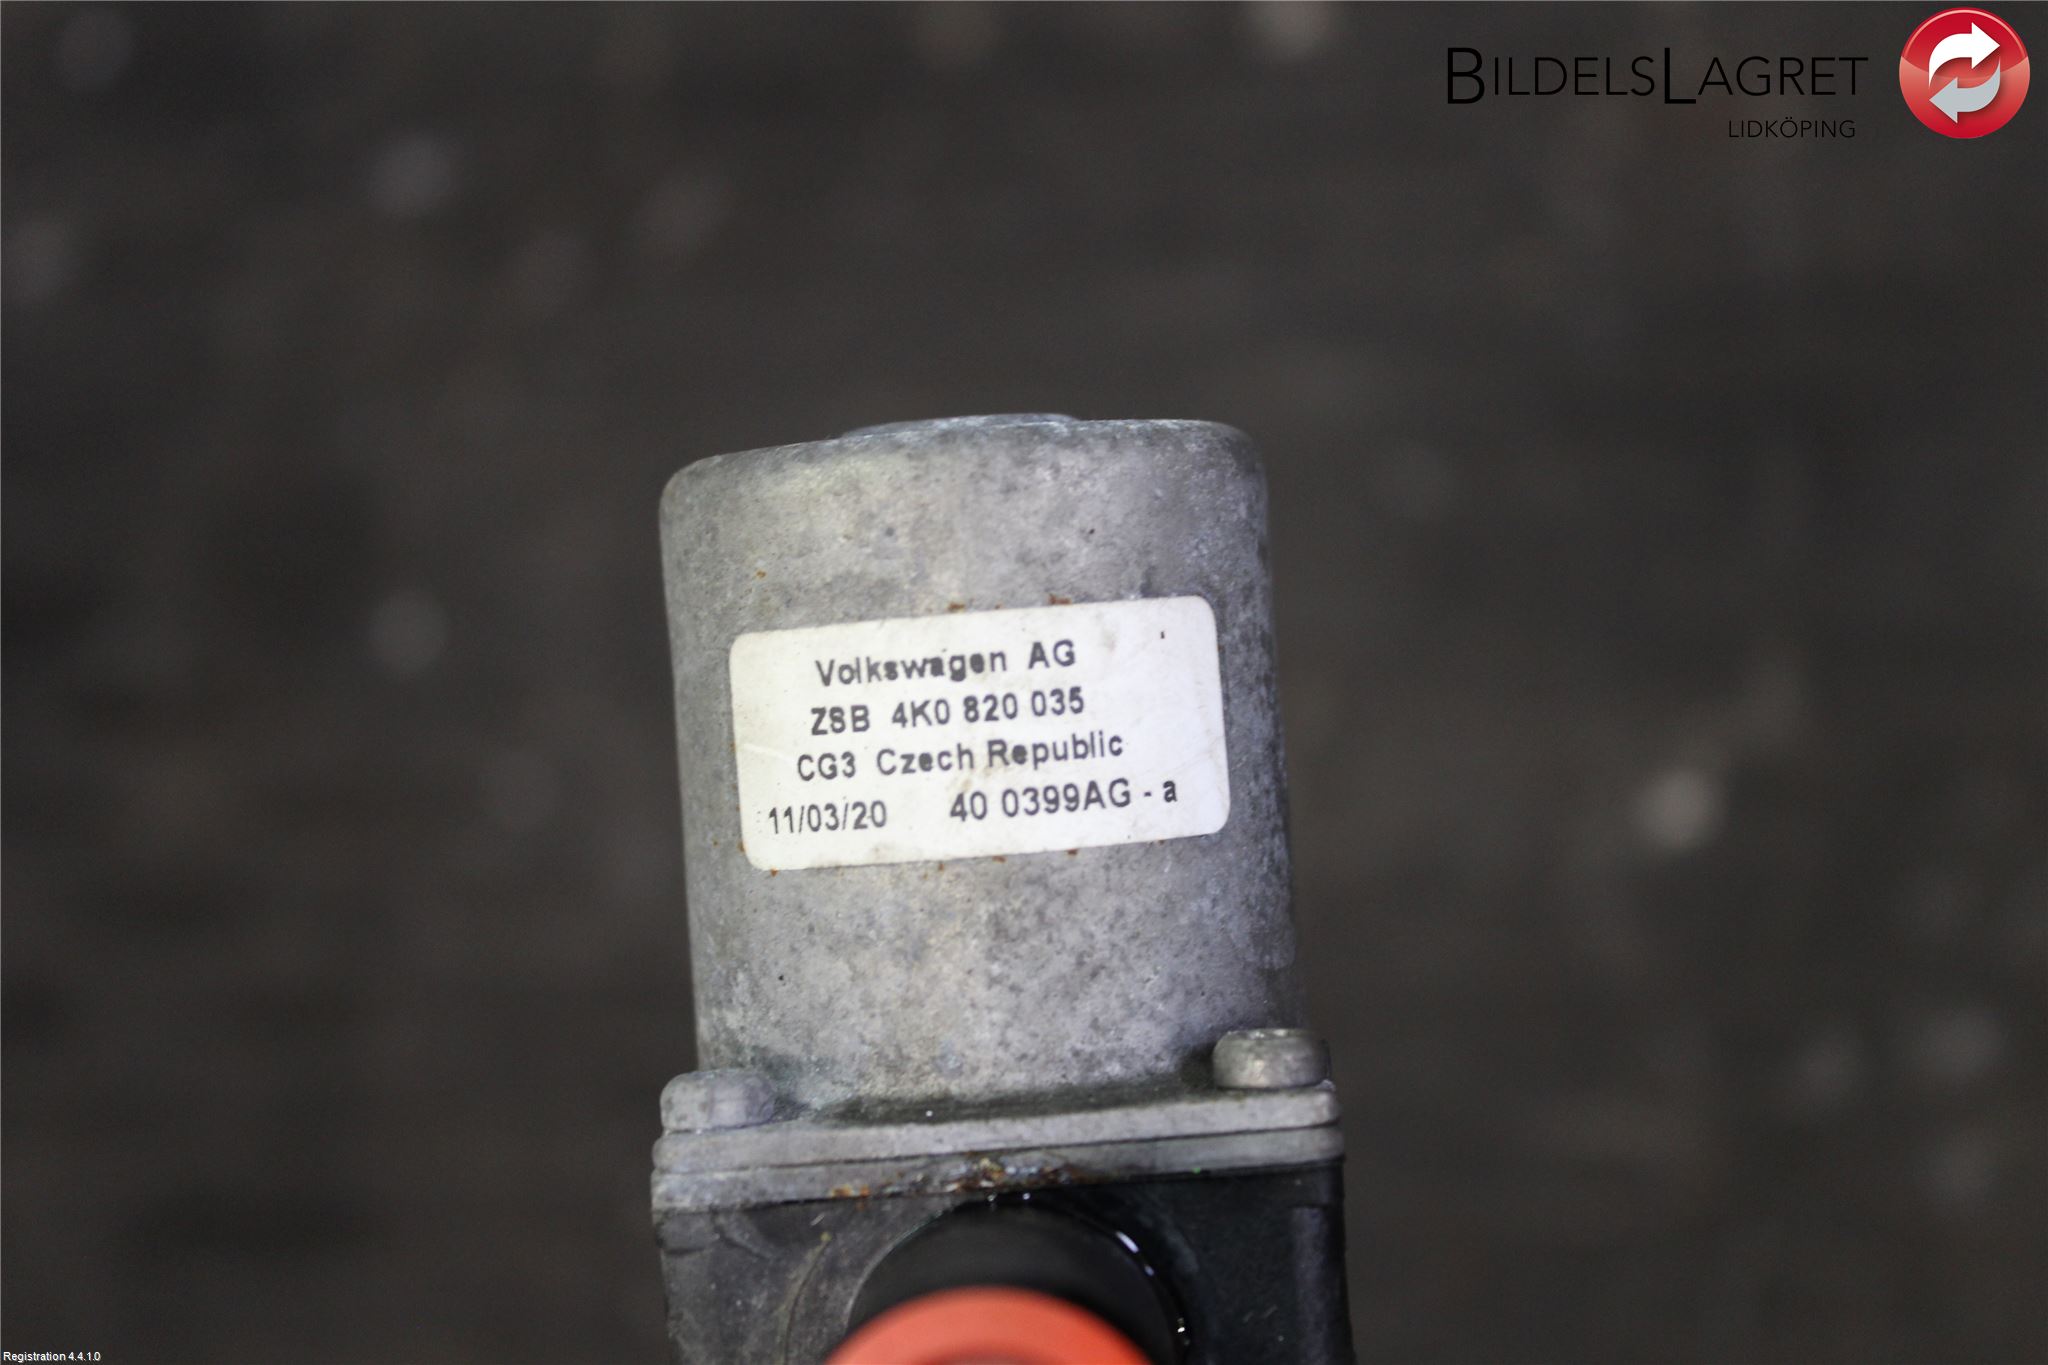 BILDELSLAGRET
LIDKÖPING
Volkswagen AG
ZSB 4K0 820 035
CG3 Czech Republic
11/03/20 40 0399AG - a
Registration 4.4.1.0